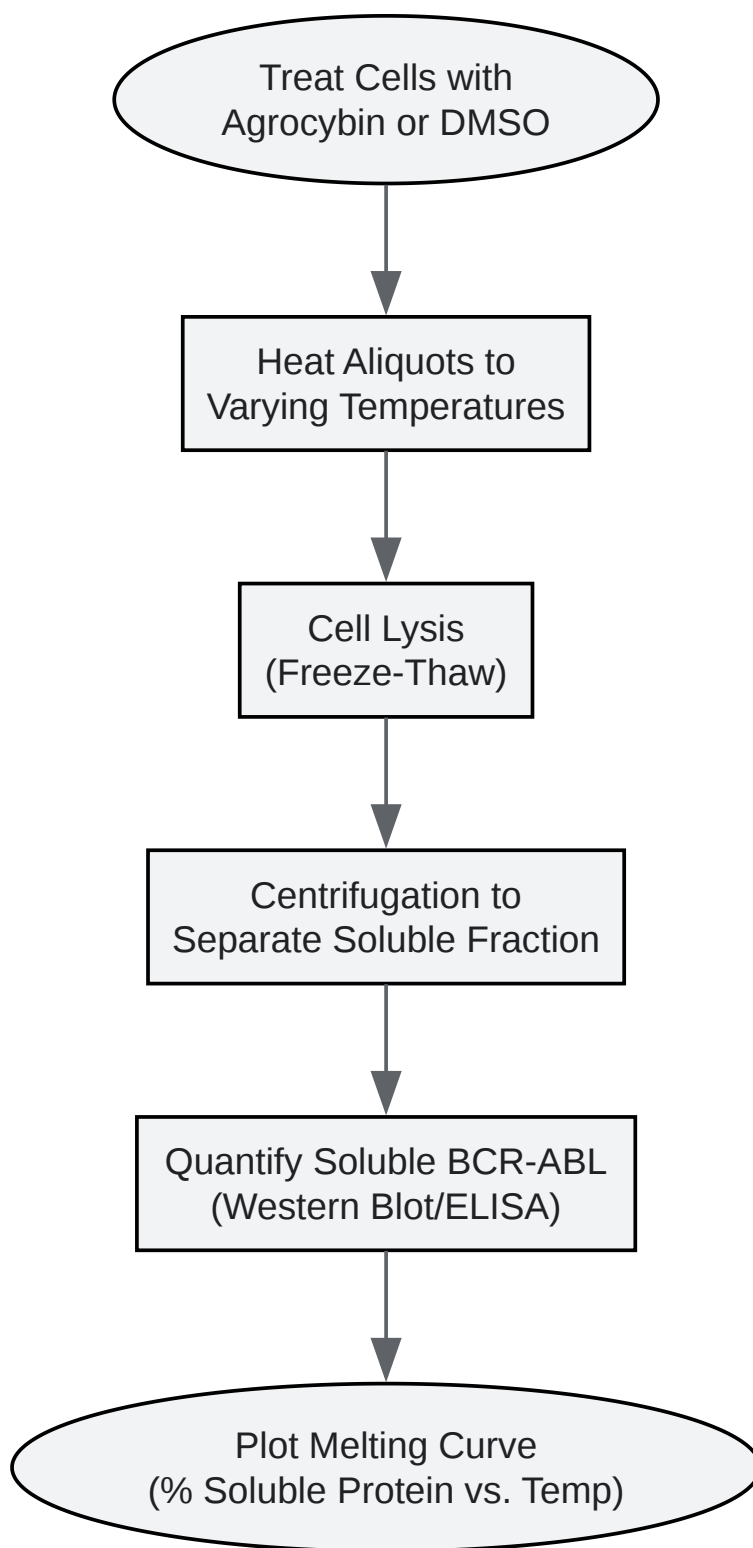 Treat Cells with
Agrocybin or DMSO
Heat Aliquots to
Varying Temperatures
Cell Lysis
(Freeze-Thaw)
Centrifugation to
Separate Soluble Fraction
Quantify Soluble BCR-ABL
(Western Blot/ELISA)
Plot Melting Curve
(% Soluble Protein vs. Temp)